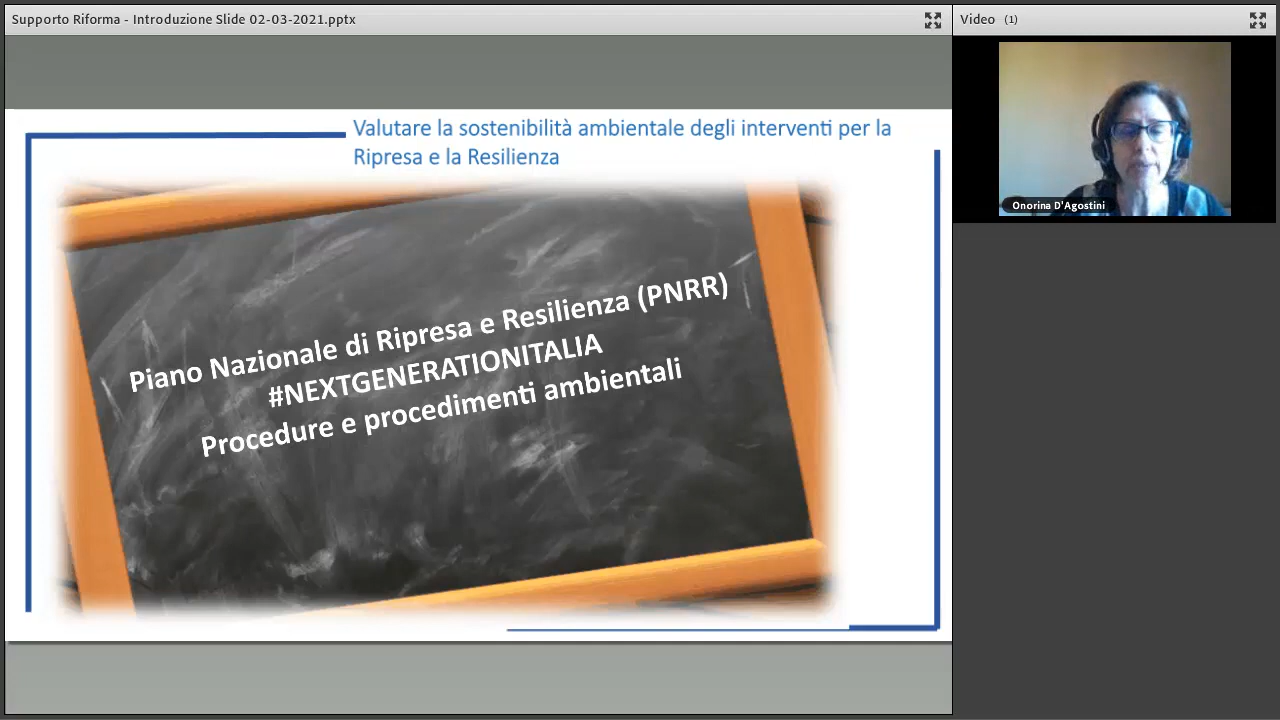 Supporto Riforma - Introduzione Slide 02-03-2021.pptx
Video (1)
Valutare la sostenibilità ambientale degli interventi per la
Ripresa e la Resilienza
Piano Nazionale di Ripresa e Resilienza (PNRR)
#NEXTGENERATIONITALIA
Procedure e procedimenti ambientali
Onorina D'Agostini